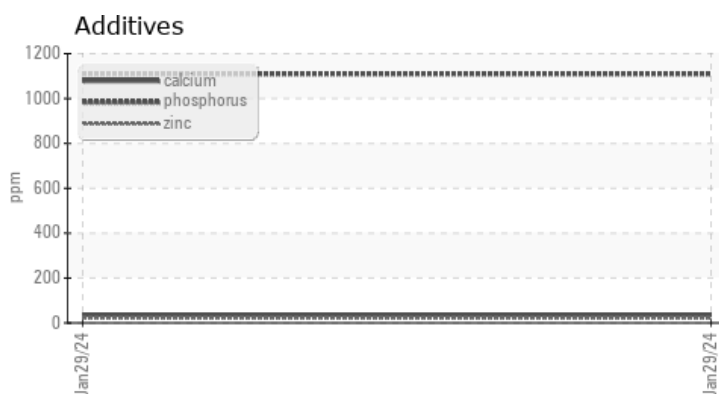 Additives
1200
1000
800
600
400
200
0
ppm
calcium
phosphorus
zinc
Jan29/24
Jan29/24